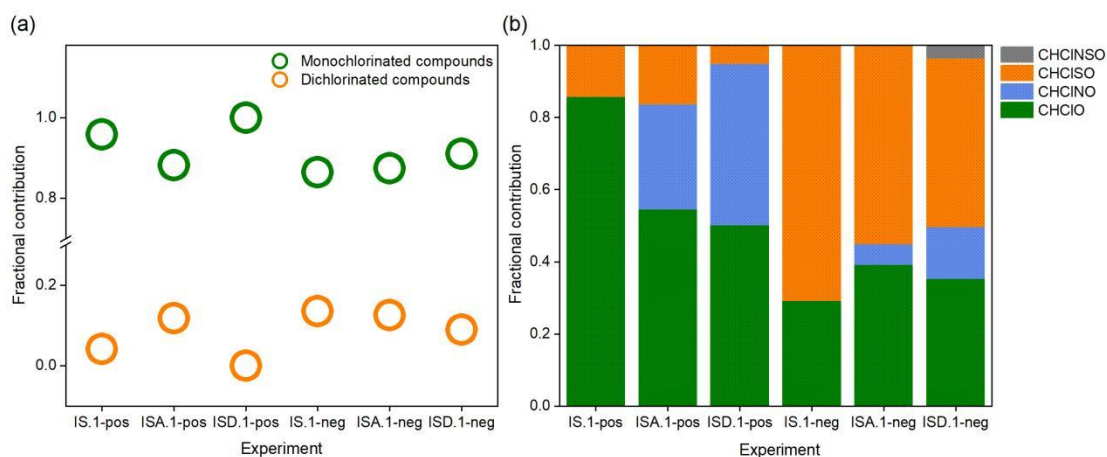 (a)
Monochlorinated compounds
Dichlorinated compounds
Fractional contribution
1.0
0.8
0.2
0.0
IS.1-pos ISA.1-pos ISD.1-pos IS.1-neg ISA.1-neg ISD.1-neg
Experiment
(b)
CHClNSO
CHClSO
CHClNO
CHClO
Fractional contribution
1.0
0.8
0.6
0.4
0.2
0.0
IS.1-pos ISA.1-pos ISD.1-pos IS.1-neg ISA.1-neg ISD.1-neg
Experiment